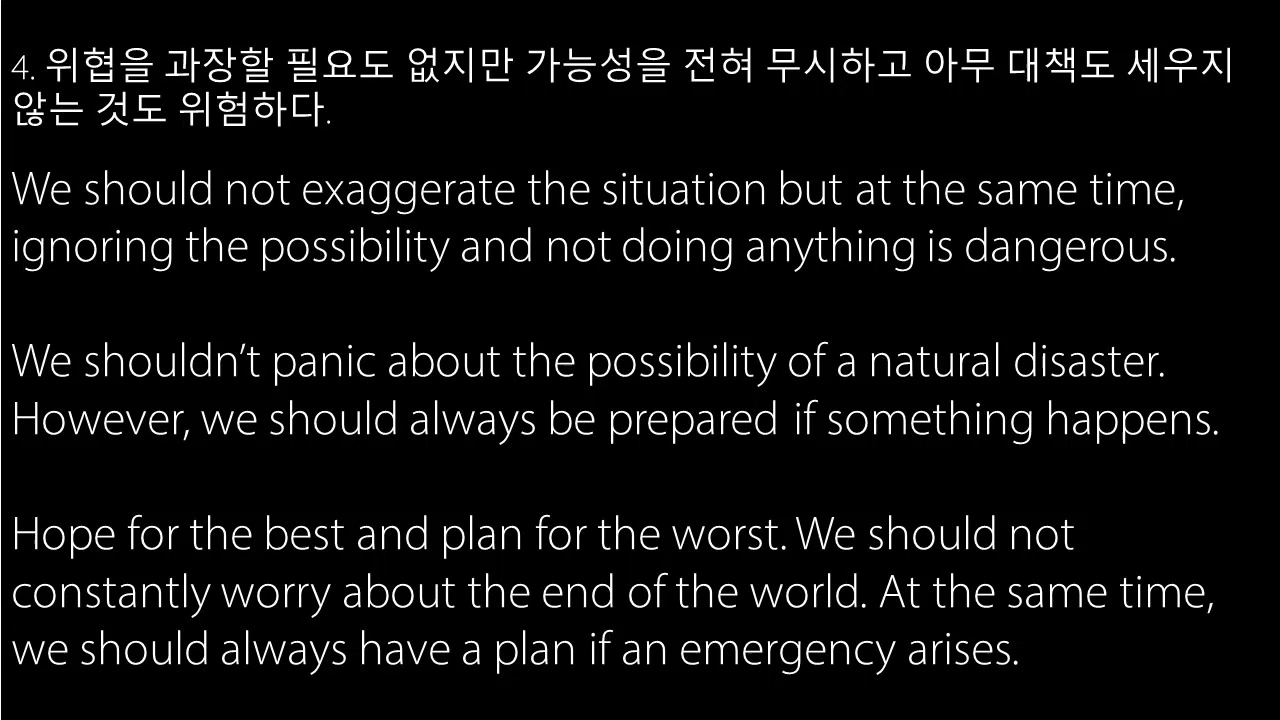 4. 위협을 과장할 필요도 없지만 가능성을 전혀 무시하고 아무 대책도 세우지
않는 것도 위험하다.
We should not exaggerate the situation but at the same time,
ignoring the possibility and not doing anything is dangerous.
We shouldn’t panic about the possibility of a natural disaster.
However, we should always be prepared if something happens.
Hope for the best and plan for the worst. We should not
constantly worry about the end of the world. At the same time,
we should always have a plan if an emergency arises.